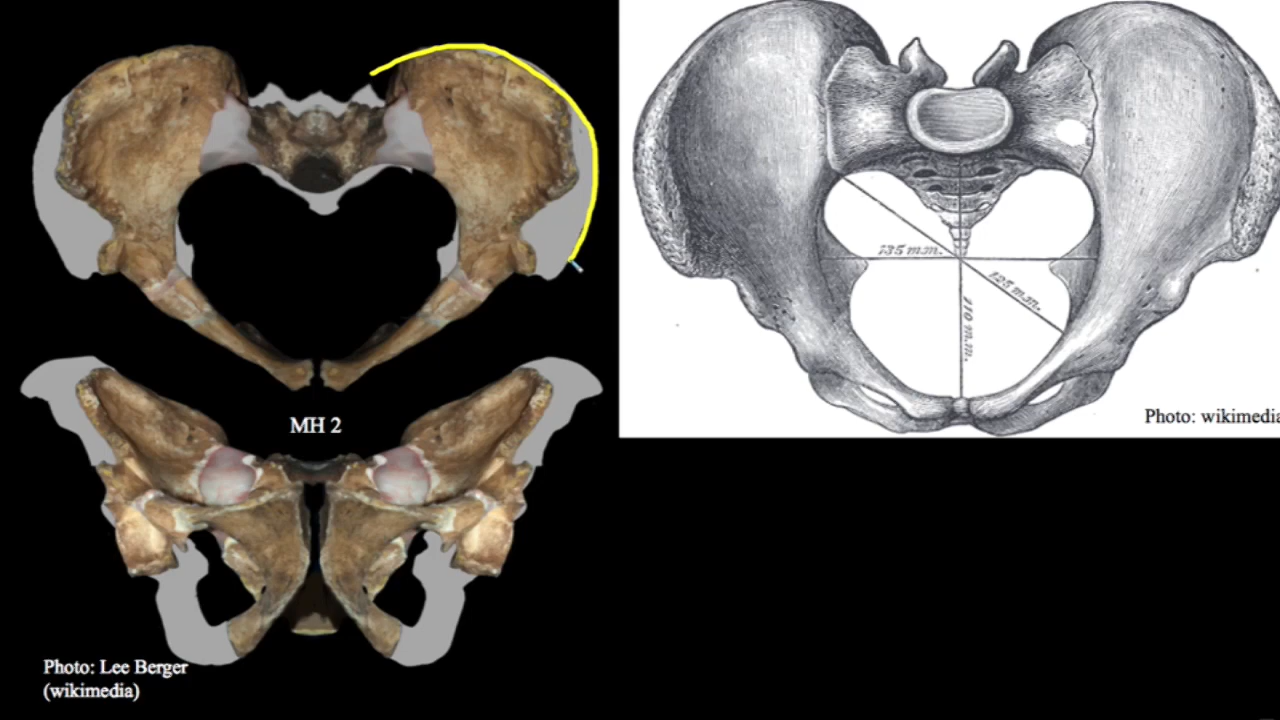 MH 2
Photo: Lee Berger
(wikimedia)
135 m.m.
125 m.m.
110 m.m.
Photo: wikimedia